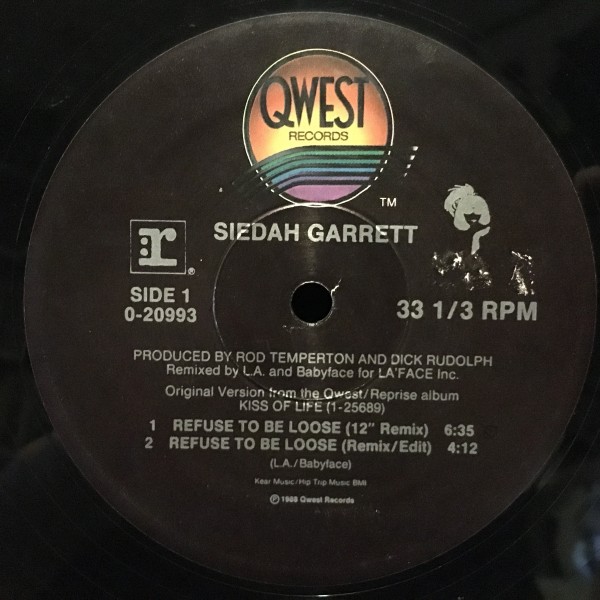 QWEST
RECORDS
TM
SIEDAH GARRETT
r
®
SIDE 1
0-20993
33 1/3 RPM
PRODUCED BY ROD TEMPERTON AND DICK RUDOLPH
Remixed by L.A. and Babyface for LA'FACE Inc.
Original Version from the Qwest/Reprise album
KISS OF LIFE (1-25689)
1 REFUSE TO BE LOOSE (12" Remix) 6:35
2 REFUSE TO BE LOOSE (Remix/Edit) 4:12
(L.A./Babyface)
Kear Music/Hip Trip Music BMI
℗ 1988 Qwest Records